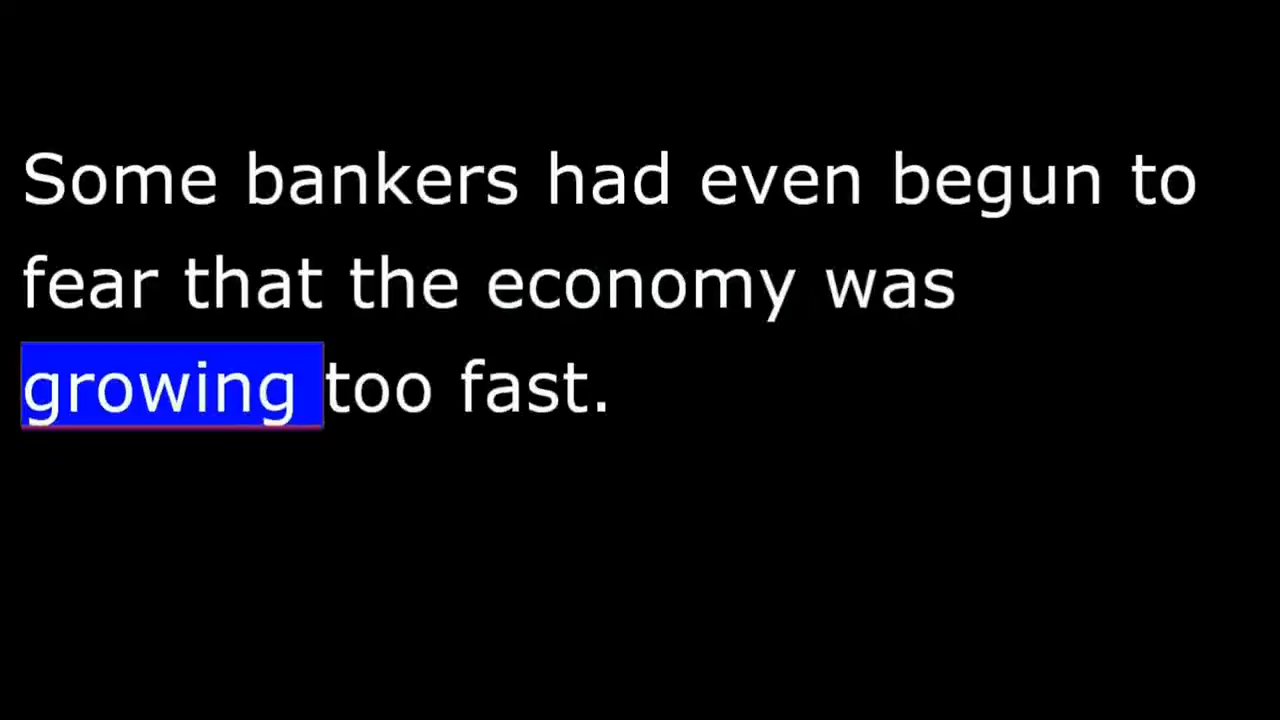 Some bankers had even begun to
fear that the economy was
growing too fast.